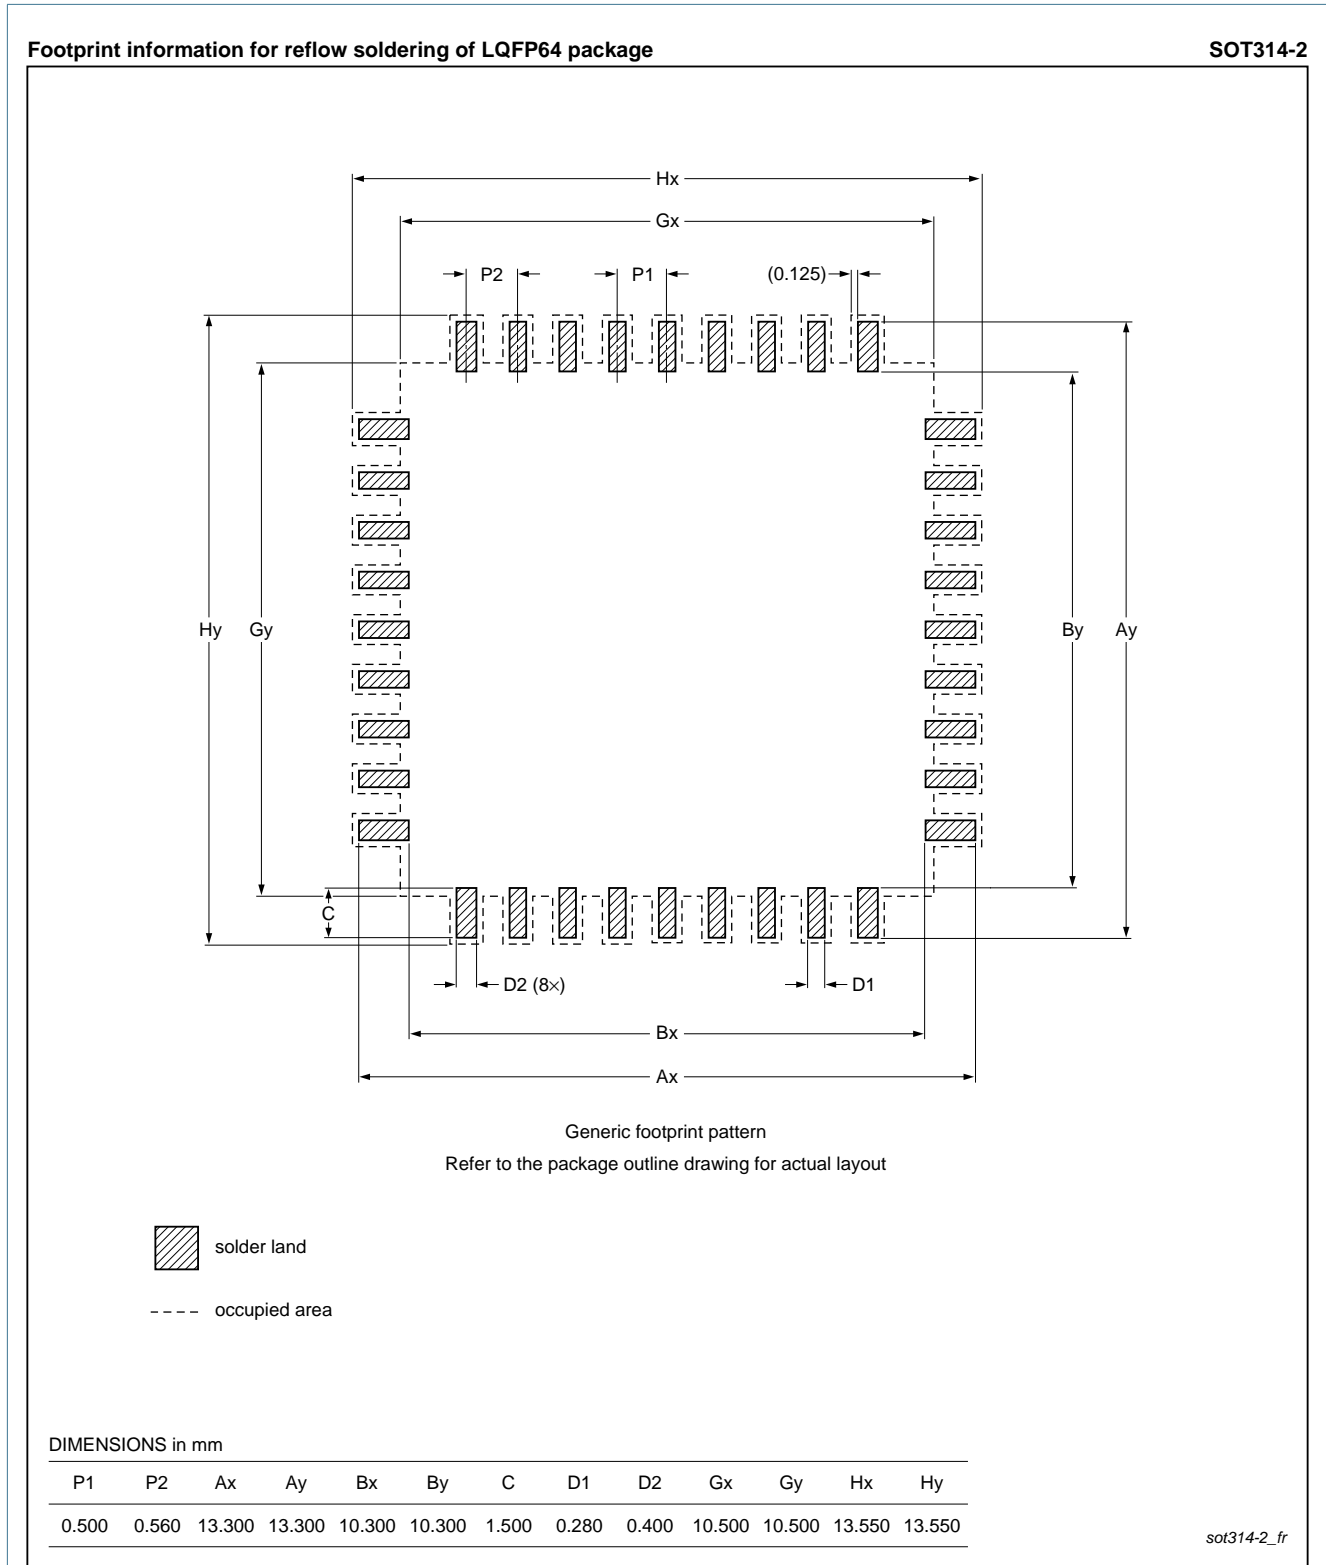 Footprint information for reflow soldering of LQFP64 package SOT314-2
Hx
Gx
P2 P1 (0.125)
Hy Gy By Ay
C
D2 (8×) D1
Bx
Ax
Generic footprint pattern
Refer to the package outline drawing for actual layout
solder land
occupied area
DIMENSIONS in mm
P1 P2 Ax Ay Bx By C D1 D2 Gx Gy Hx Hy
0.500 0.560 13.300 13.300 10.300 10.300 1.500 0.280 0.400 10.500 10.500 13.550 13.550
sot314-2_fr